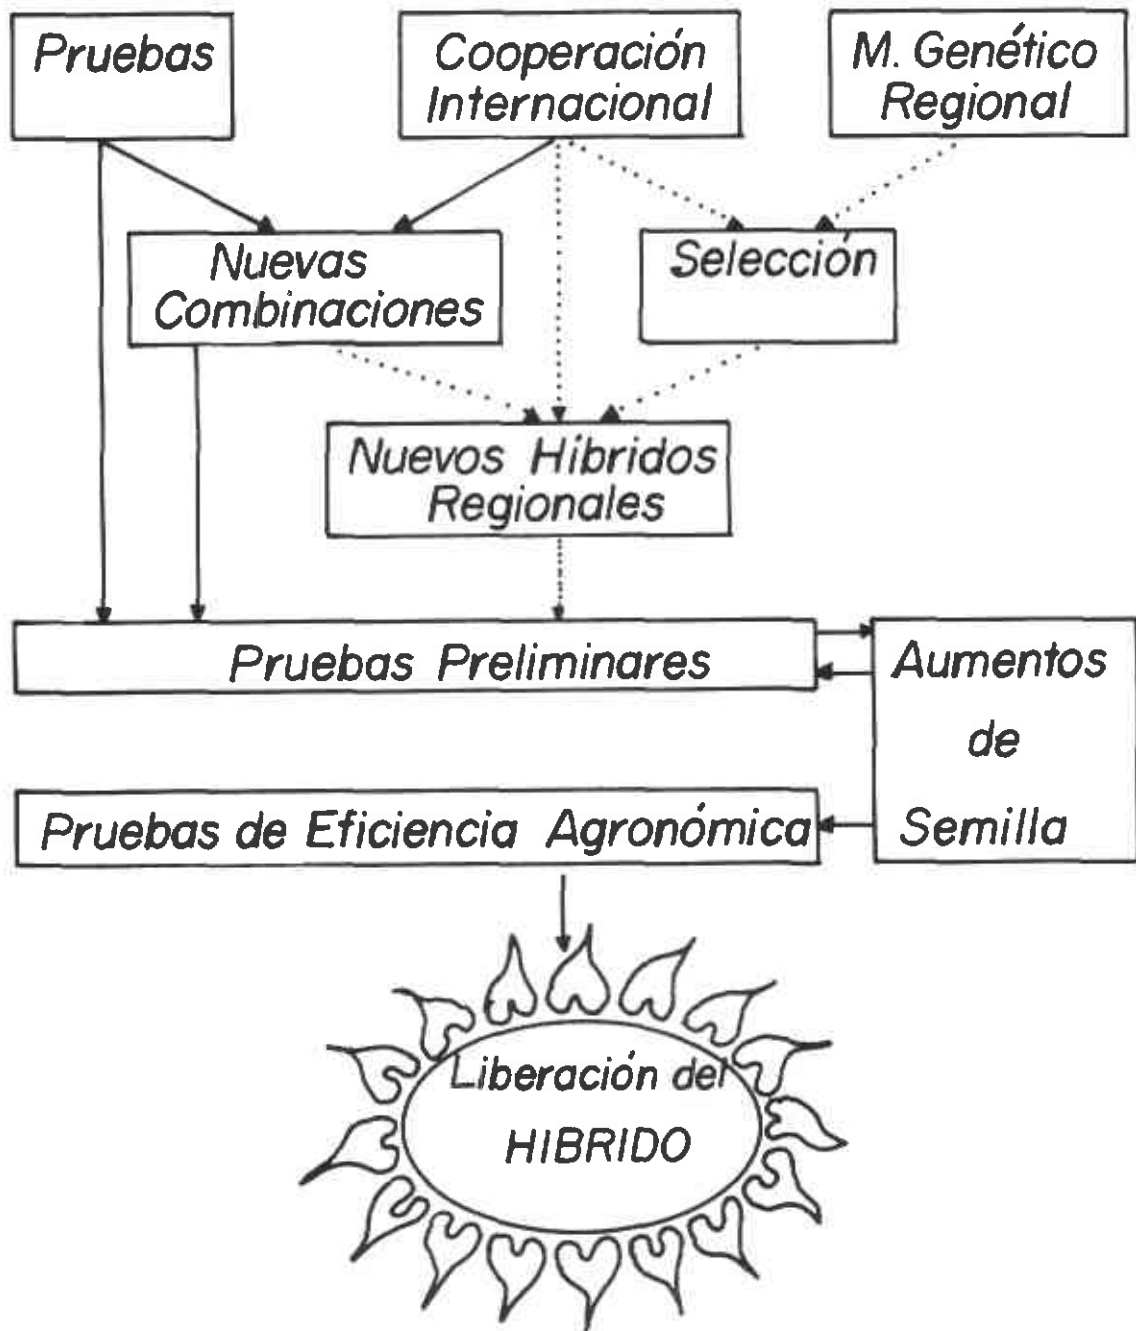 Pruebas
Cooperación
Internacional
M. Genético
Regional
Nuevas
Combinaciones
Selección
Nuevos Híbridos
Regionales
Pruebas Preliminares
Aumentos
de
Semilla
Pruebas de Eficiencia Agronómica
Liberación del
HIBRIDO